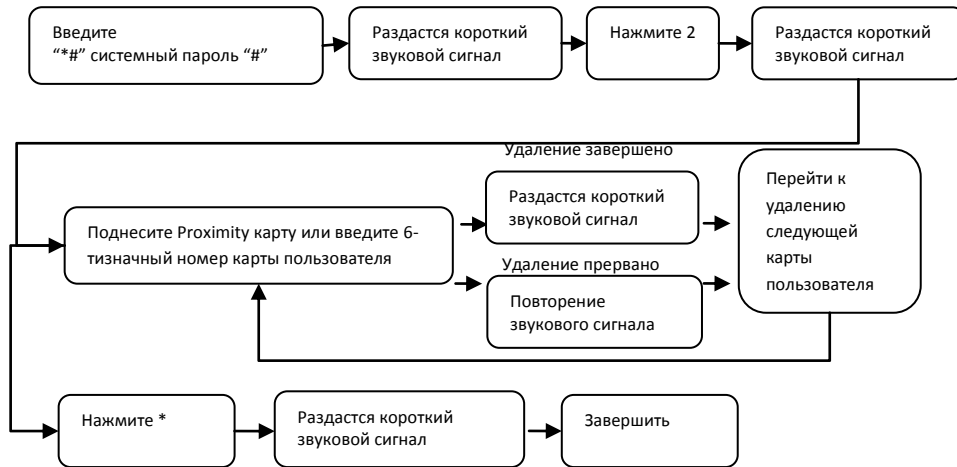 Введите
“*#” системный пароль “#”
Раздастся короткий
звуковой сигнал
Нажмите 2
Раздастся короткий
звуковой сигнал
Удаление завершено
Раздастся короткий
звуковой сигнал
Перейти к
удалению
следующей
карты
пользователя
Поднесите Proximity карту или введите 6-
тизначный номер карты пользователя
Удаление прервано
Повторение
звукового сигнала
Нажмите *
Раздастся короткий
звуковой сигнал
Завершить